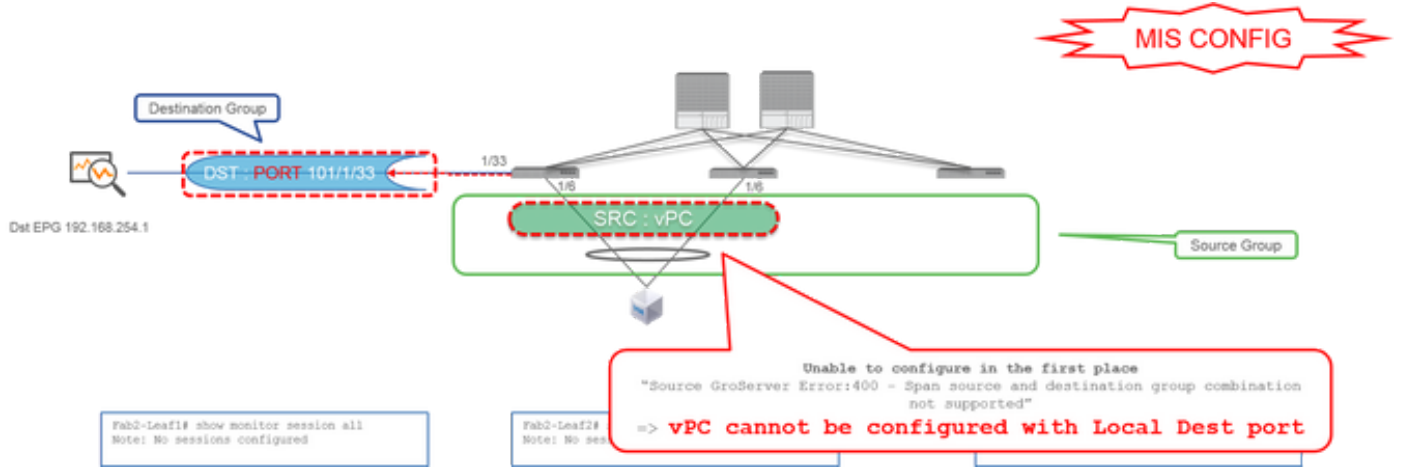 MIS CONFIG
Destination Group
DST : PORT 101/1/33
1/33
1/6
1/6
SRC : vPC
Dst EPG 192.168.254.1
Source Group
Unable to configure in the first place
"Source GroServer Error:400 - Span source and destination group combination
not supported"
=> vPC cannot be configured with Local Dest port
Fab2-Leaf1# show monitor session all
Note: No sessions configured
Fab2-Leaf2#
Note: No ses